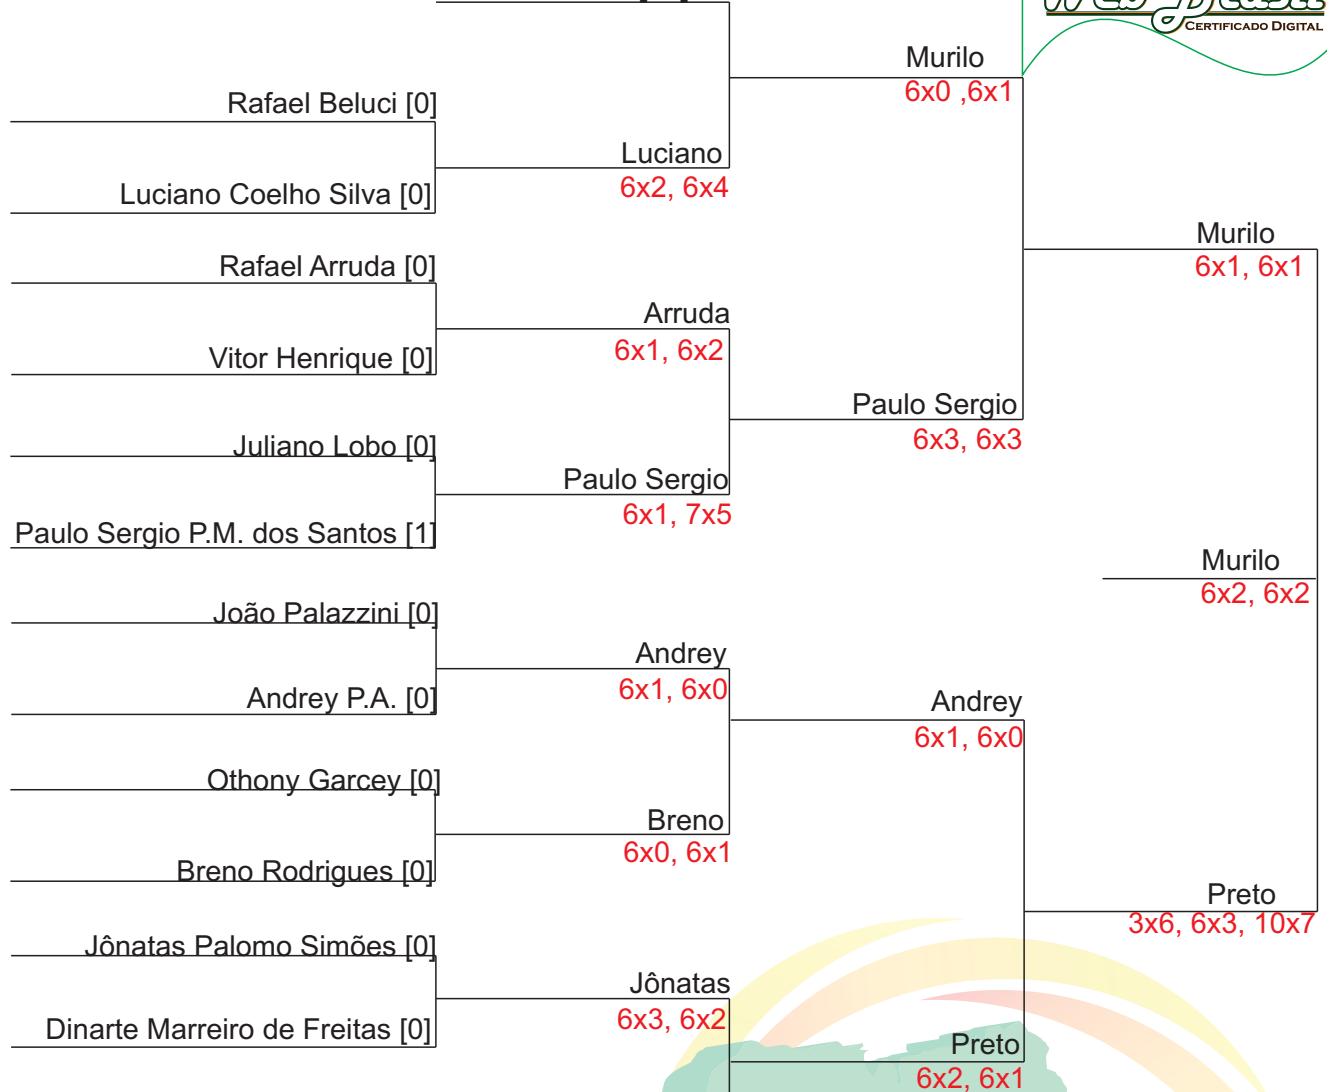 CERTIFICADO DIGITAL
Murilo
6x0 ,6x1
Rafael Beluci [0]
Luciano
6x2, 6x4
Luciano Coelho Silva [0]
Murilo
6x1, 6x1
Rafael Arruda [0]
Arruda
6x1, 6x2
Vitor Henrique [0]
Paulo Sergio
6x3, 6x3
Juliano Lobo [0]
Paulo Sergio
6x1, 7x5
Paulo Sergio P.M. dos Santos [1]
Murilo
6x2, 6x2
João Palazzini [0]
Andrey
6x1, 6x0
Andrey P.A. [0]
Andrey
6x1, 6x0
Othony Garcey [0]
Breno
6x0, 6x1
Breno Rodrigues [0]
Preto
3x6, 6x3, 10x7
Jônatas Palomo Simões [0]
Jônatas
6x3, 6x2
Dinarte Marreiro de Freitas [0]
Preto
6x2, 6x1